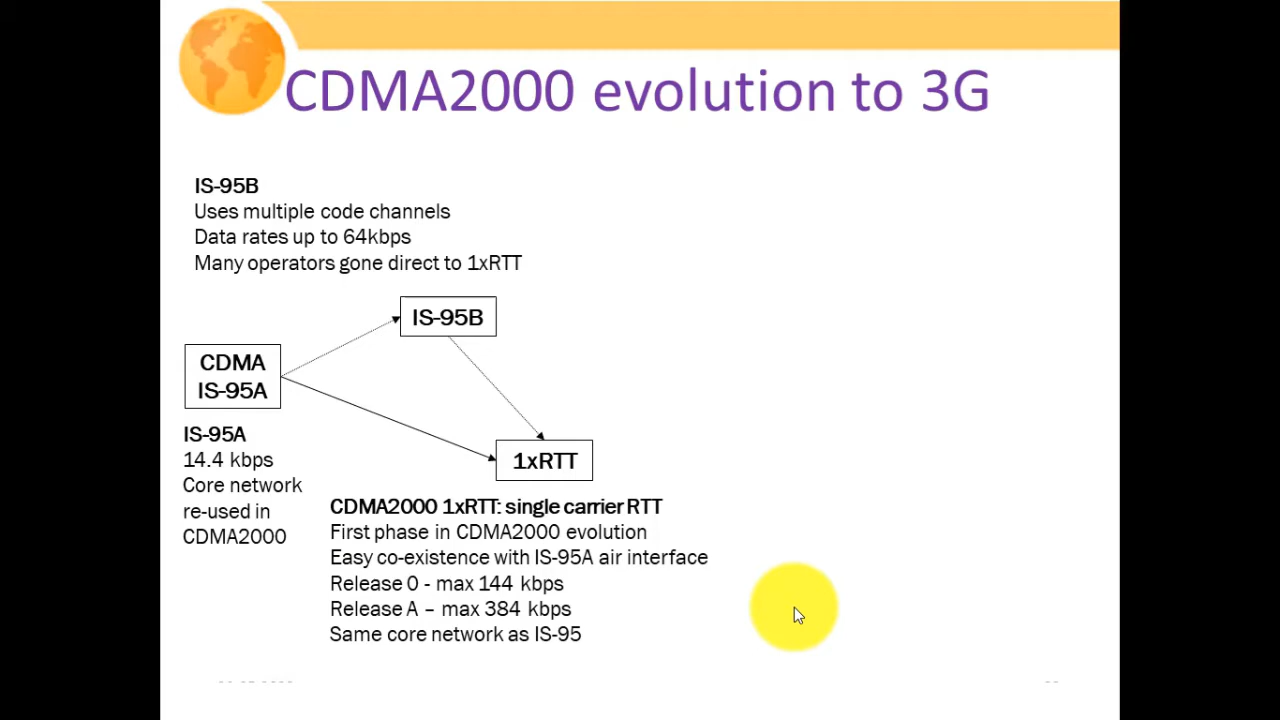 CDMA2000 evolution to 3G
IS-95B
Uses multiple code channels
Data rates up to 64kbps
Many operators gone direct to 1xRTT
IS-95B
CDMA
IS-95A
IS-95A
14.4 kbps
Core network
re-used in
CDMA2000
1xRTT
CDMA2000 1xRTT: single carrier RTT
First phase in CDMA2000 evolution
Easy co-existence with IS-95A air interface
Release 0 - max 144 kbps
Release A – max 384 kbps
Same core network as IS-95